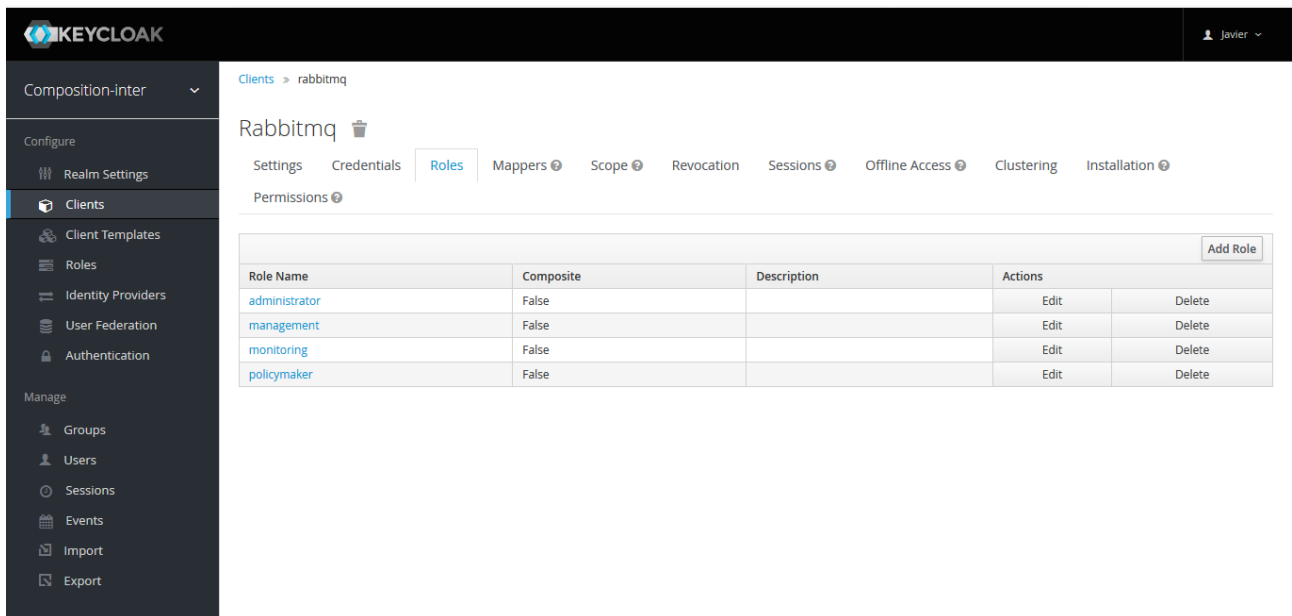 KEYCLOAK
Javier
Composition-inter
Configure
Realm Settings
Clients
Client Templates
Roles
Identity Providers
User Federation
Authentication
Manage
Groups
Users
Sessions
Events
Import
Export
Clients » rabbitmq
Rabbitmq
Settings Credentials Roles Mappers ? Scope ? Revocation Sessions ? Offline Access ? Clustering Installation ?
Permissions ?
Add Role
Role Name Composite Description Actions
administrator False Edit Delete
management False Edit Delete
monitoring False Edit Delete
policymaker False Edit Delete